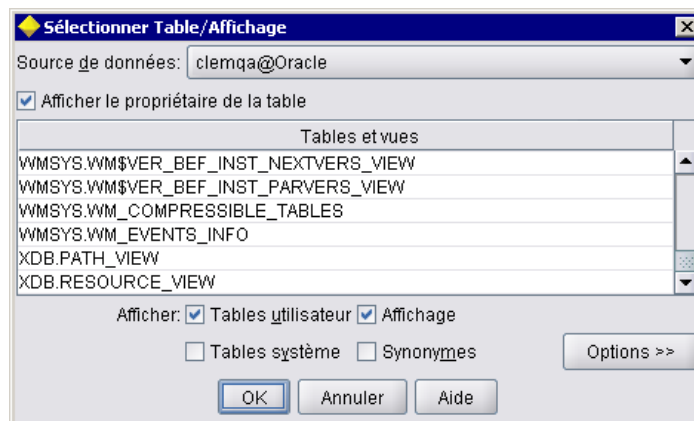 Sélectionner Table/Affichage
Source de données: clemqa@Oracle
Afficher le propriétaire de la table
Tables et vues
WMSYS.WM$VER_BEF_INST_NEXTVERS_VIEW
WMSYS.WM$VER_BEF_INST_PARVERS_VIEW
WMSYS.WM_COMPRESSIBLE_TABLES
WMSYS.WM_EVENTS_INFO
XDB.PATH_VIEW
XDB.RESOURCE_VIEW
Afficher: Tables utilisateur Affichage
Tables système Synonymes Options >>
OK Annuler Aide